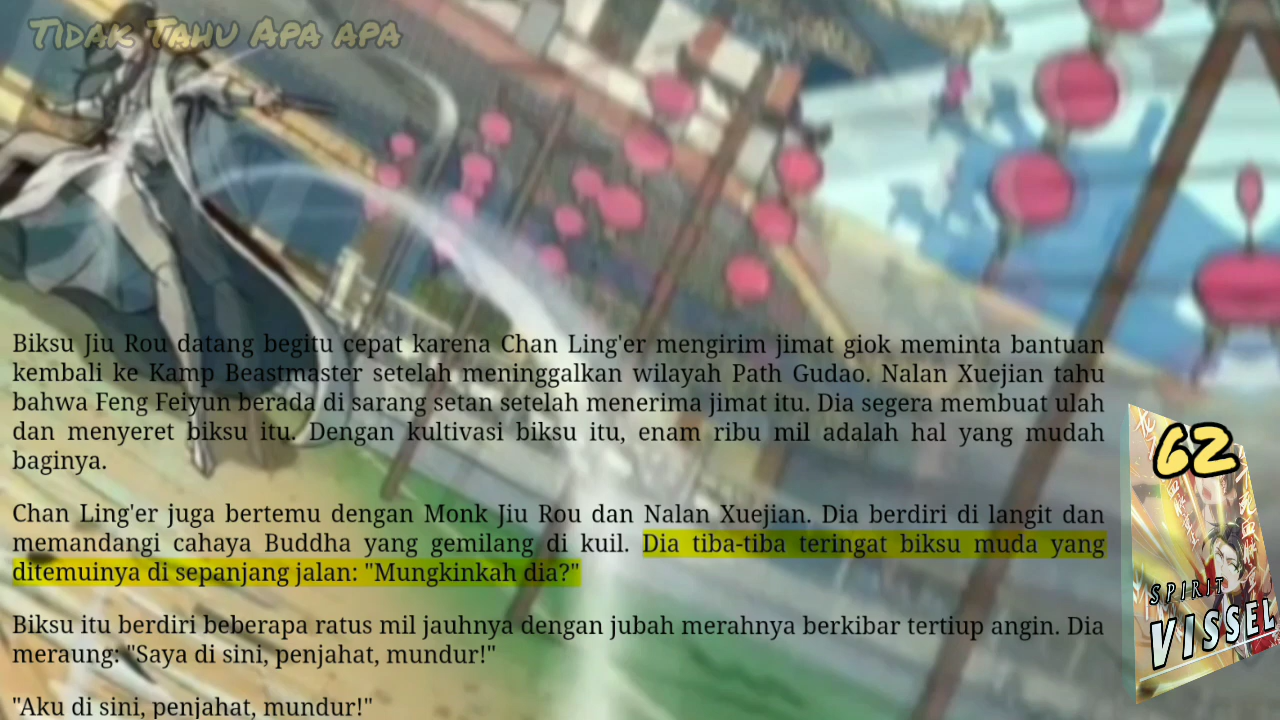 Tidak Tahu Apa apa
Biksu Jiu Rou datang begitu cepat karena Chan Ling'er mengirim jimat giok meminta bantuan
kembali ke Kamp Beastmaster setelah meninggalkan wilayah Path Gudao. Nalan Xuejian tahu
bahwa Feng Feiyun berada di sarang setan setelah menerima jimat itu. Dia segera membuat ulah
dan menyeret biksu itu. Dengan kultivasi biksu itu, enam ribu mil adalah hal yang mudah
baginya.
Chan Ling'er juga bertemu dengan Monk Jiu Rou dan Nalan Xuejian. Dia berdiri di langit dan
memandangi cahaya Buddha yang gemilang di kuil. Dia tiba-tiba teringat biksu muda yang
ditemuinya di sepanjang jalan: "Mungkinkah dia?"
Biksu itu berdiri beberapa ratus mil jauhnya dengan jubah merahnya berkibar tertiup angin. Dia
meraung: "Saya di sini, penjahat, mundur!"
"Aku di sini, penjahat, mundur!"
62
SPIRIT
VISSEL